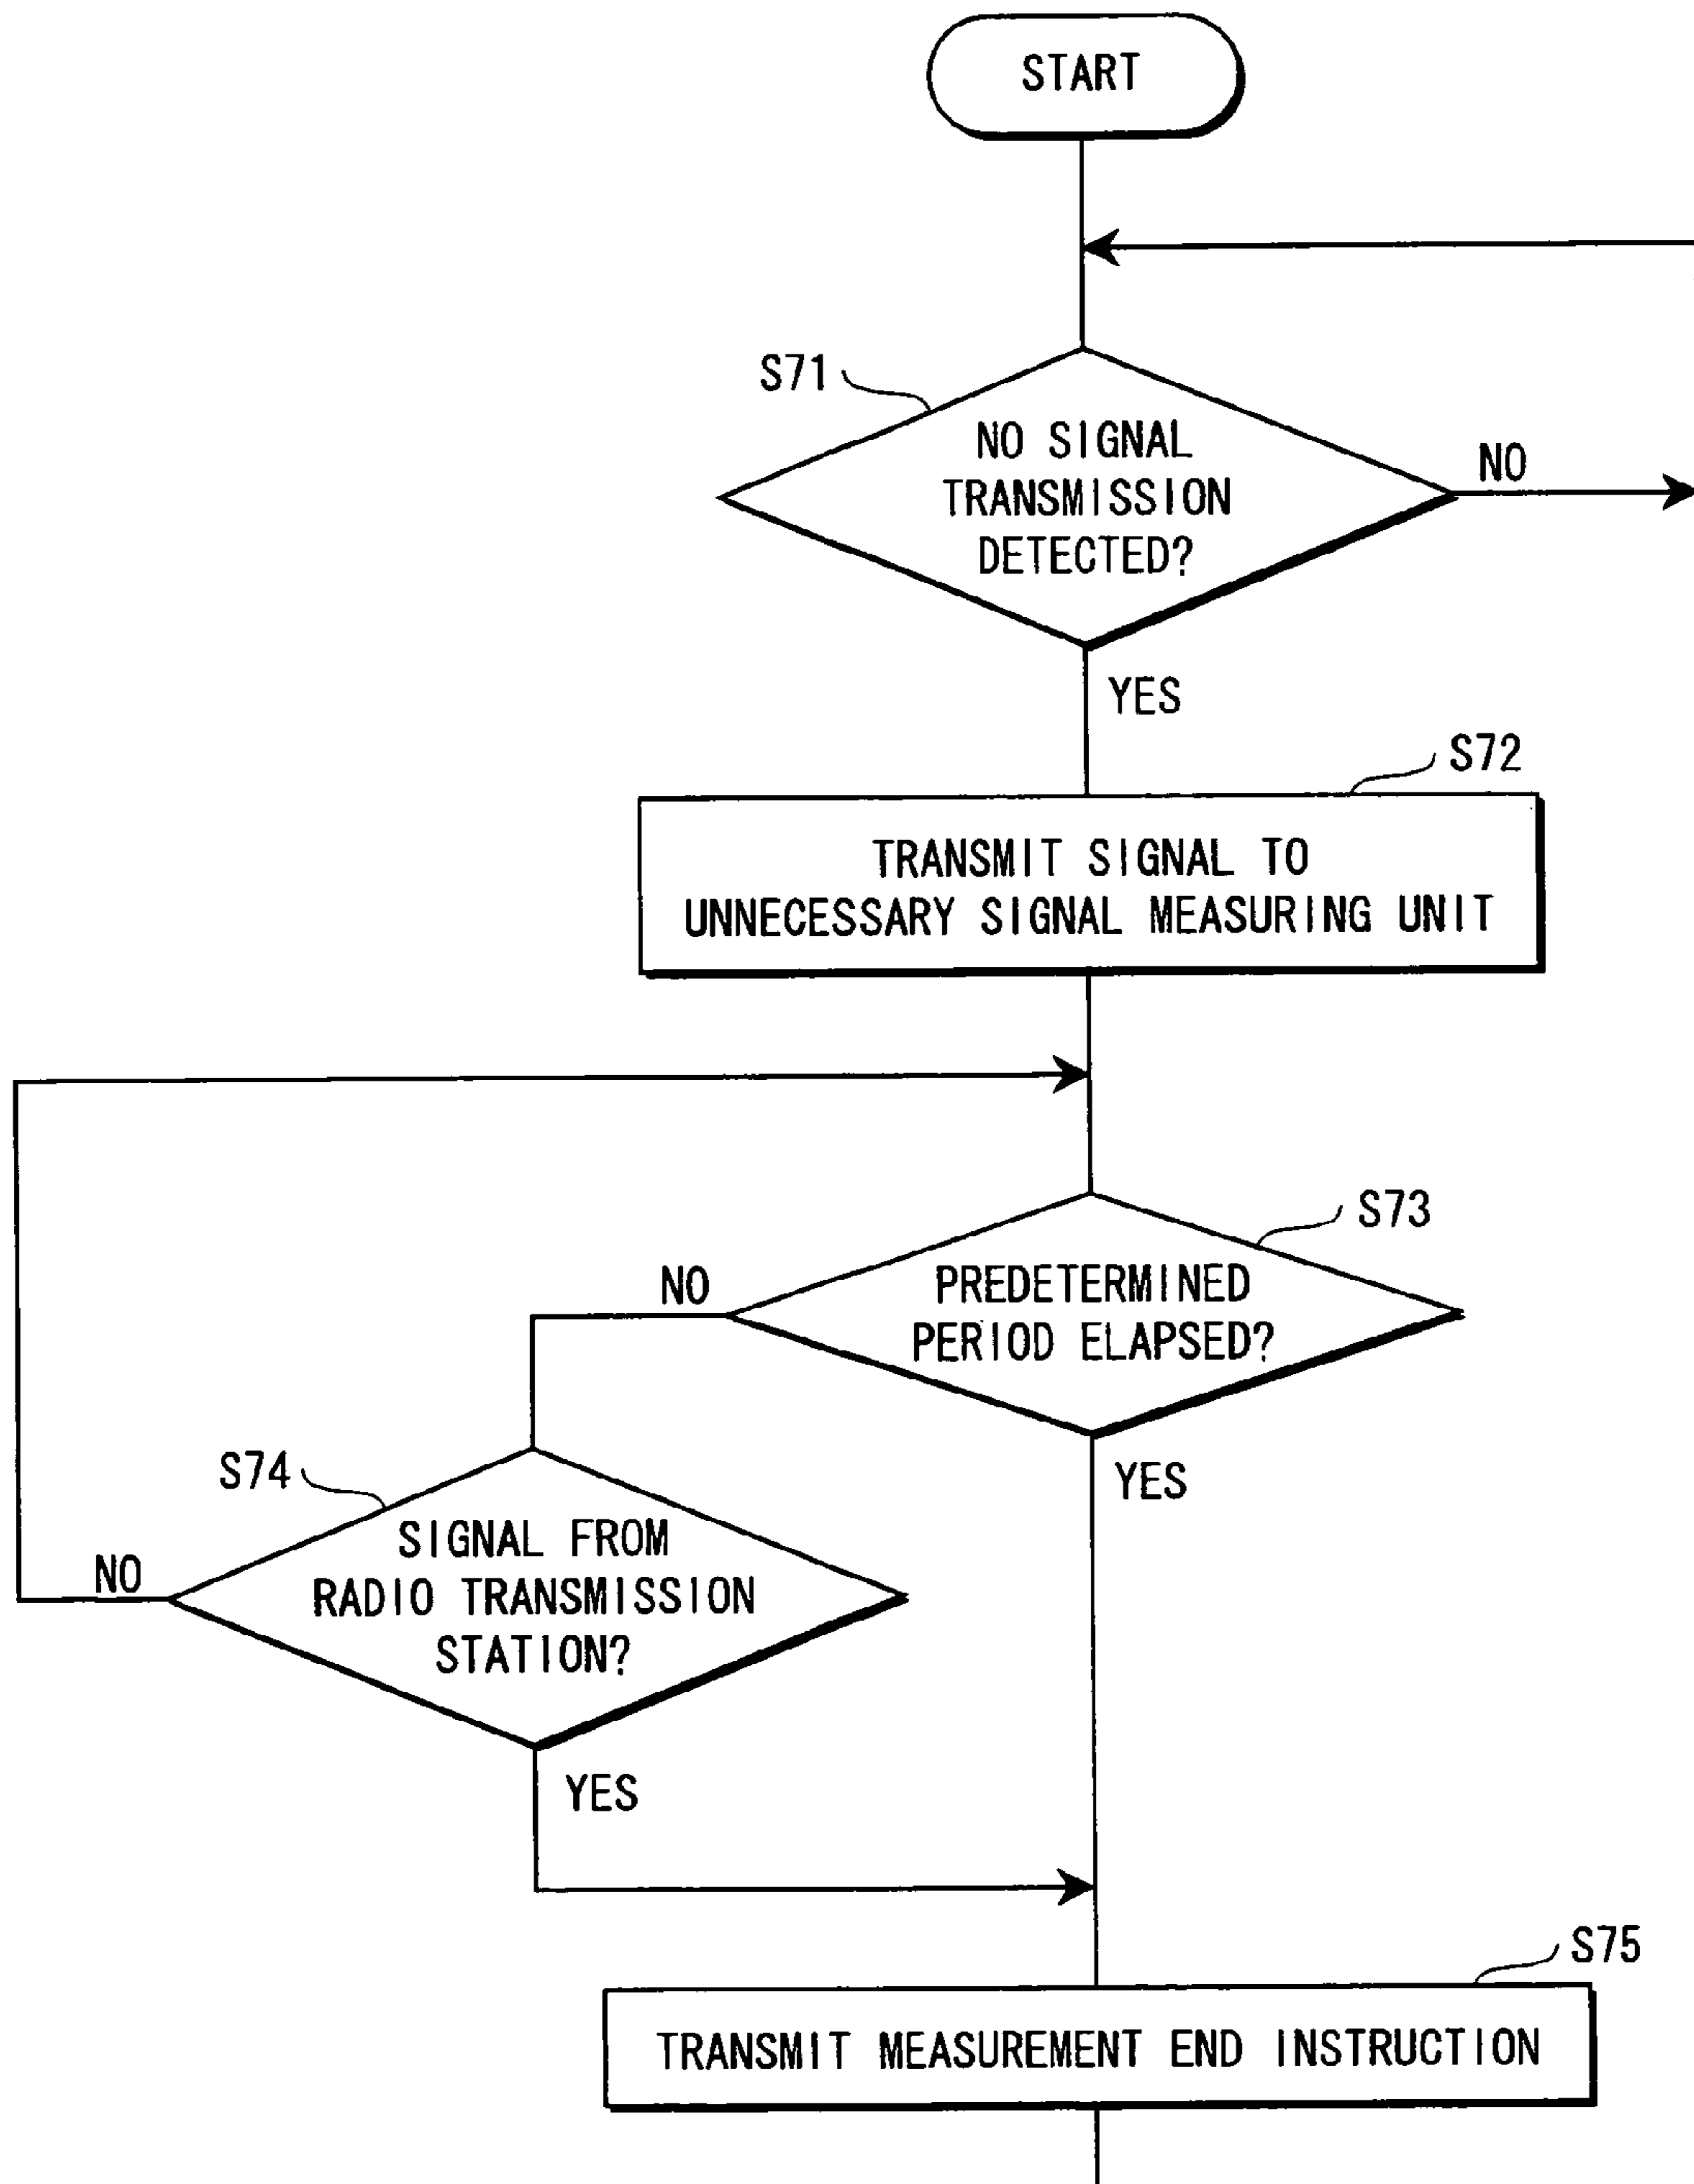 START
S71
NO SIGNAL
TRANSMISSION
DETECTED?
NO
YES
S72
TRANSMIT SIGNAL TO
UNNECESSARY SIGNAL MEASURING UNIT
S73
PREDETERMINED
PERIOD ELAPSED?
NO
YES
S74
SIGNAL FROM
RADIO TRANSMISSION
STATION?
NO
YES
S75
TRANSMIT MEASUREMENT END INSTRUCTION